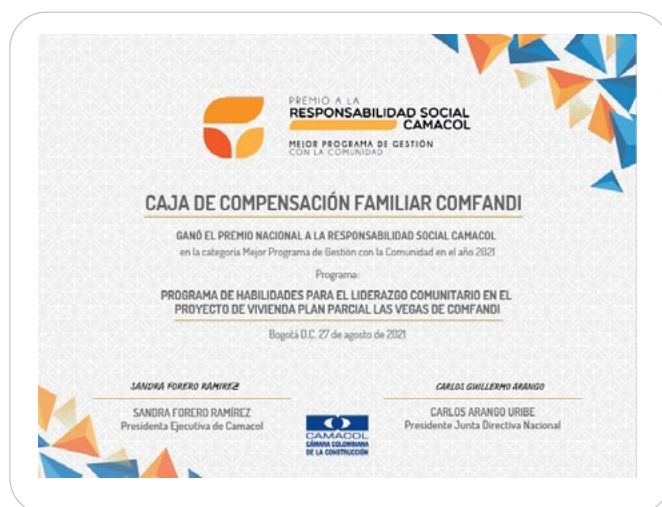 PREMIO A LA
RESPONSABILIDAD SOCIAL
CAMACOL
MEJOR PROGRAMA DE GESTIÓN
CON LA COMUNIDAD
CAJA DE COMPENSACIÓN FAMILIAR COMFANDI
GANÓ EL PREMIO NACIONAL A LA RESPONSABILIDAD SOCIAL CAMACOL
en la categoría Mejor Programa de Gestión con la Comunidad en el año 2021
Programa:
PROGRAMA DE HABILIDADES PARA EL LIDERAZGO COMUNITARIO EN EL
PROYECTO DE VIVIENDA PLAN PARCIAL LAS VEGAS DE COMFANDI
Bogotá D.C. 27 de agosto de 2021
SANDRA FORERO RAMIREZ
SANDRA FORERO RAMÍREZ
Presidenta Ejecutiva de Camacol
CAMACOL
CÁMARA COLOMBIANA
DE LA CONSTRUCCIÓN
CARLOS GUILLERMO ARANGO
CARLOS ARANGO URIBE
Presidente Junta Directiva Nacional